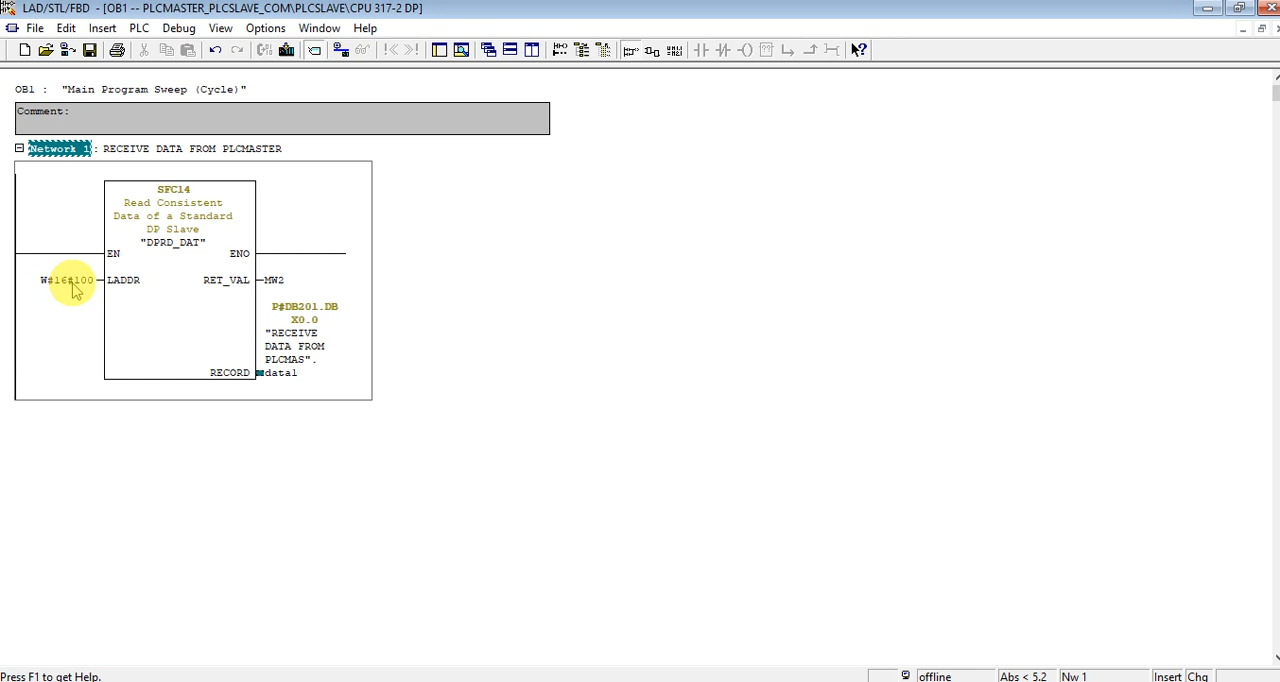 LAD/STL/FBD - [OB1 -- PLCMASTER_PLCSLAVE_COM\PLCSLAVE\CPU 317-2 DP]
File Edit Insert PLC Debug View Options Window Help
OB1 : "Main Program Sweep (Cycle)"
Comment:
Network 1: RECEIVE DATA FROM PLCMASTER
SFC14
Read Consistent
Data of a Standard
DP Slave
"DPRD_DAT"
EN ENO
W#16#100 LADDR RET_VAL MW2
P#DB201.DB
X0.0
"RECEIVE
DATA FROM
PLCMAS".
RECORD data1
Press F1 to get Help. offline Abs < 5.2 Nw 1 Insert Chg